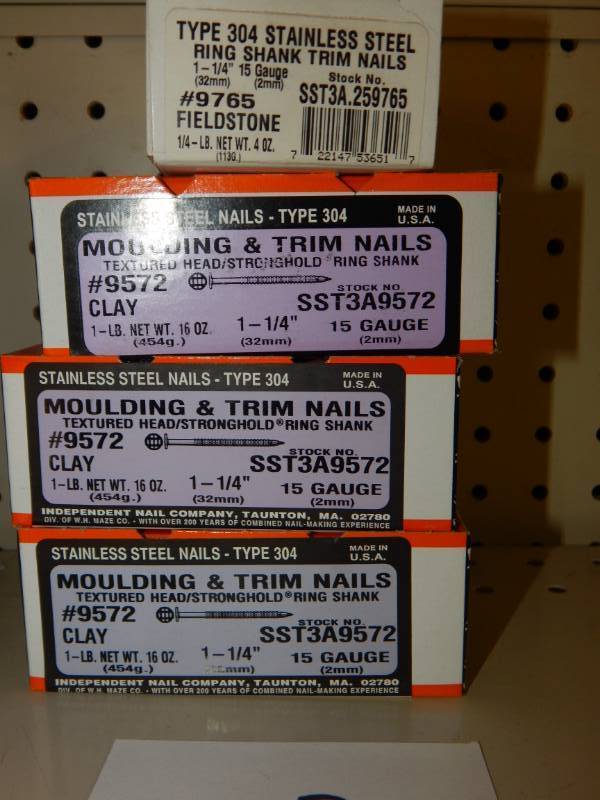 TYPE 304 STAINLESS STEEL
RING SHANK TRIM NAILS
1-1/4" 15 Gauge
(32mm) (2mm)
Stock No.
#9765 SST3A.259765
FIELDSTONE
1/4-LB. NET WT. 4 OZ.
(113G.)
7 22147 53651 7
STEEL NAILS - TYPE 304
MADE IN
U.S.A.
MOULDING & TRIM NAILS
TEXTURED HEAD/STRONGHOLD® RING SHANK
#9572
STOCK NO
CLAY SST3A9572
1-LB. NET WT. 16 OZ. 1-1/4" 15 GAUGE
(454g.) (32mm) (2mm)
STAINLESS STEEL NAILS - TYPE 304
MADE IN
U.S.A.
MOULDING & TRIM NAILS
TEXTURED HEAD/STRONGHOLD® RING SHANK
#9572
STOCK NO.
CLAY SST3A9572
1-LB. NET WT. 16 OZ. 1-1/4" 15 GAUGE
(454g.) (32mm) (2mm)
INDEPENDENT NAIL COMPANY, TAUNTON, MA. 02780
DIV. OF W.H. MAZE CO. - WITH OVER 200 YEARS OF COMBINED NAIL-MAKING EXPERIENCE
STAINLESS STEEL NAILS - TYPE 304
MADE IN
U.S.A.
MOULDING & TRIM NAILS
TEXTURED HEAD/STRONGHOLD® RING SHANK
#9572
STOCK NO.
CLAY SST3A9572
1-LB. NET WT. 16 OZ. 1-1/4" 15 GAUGE
(454g.) (2mm)
INDEPENDENT NAIL COMPANY, TAUNTON, MA. 02780
DIV. OF W.H. MAZE CO. - WITH OVER 200 YEARS OF COMBINED NAIL-MAKING EXPERIENCE